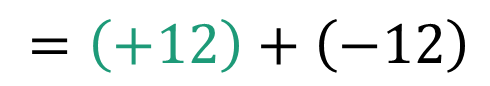 = (+12) + (−12)